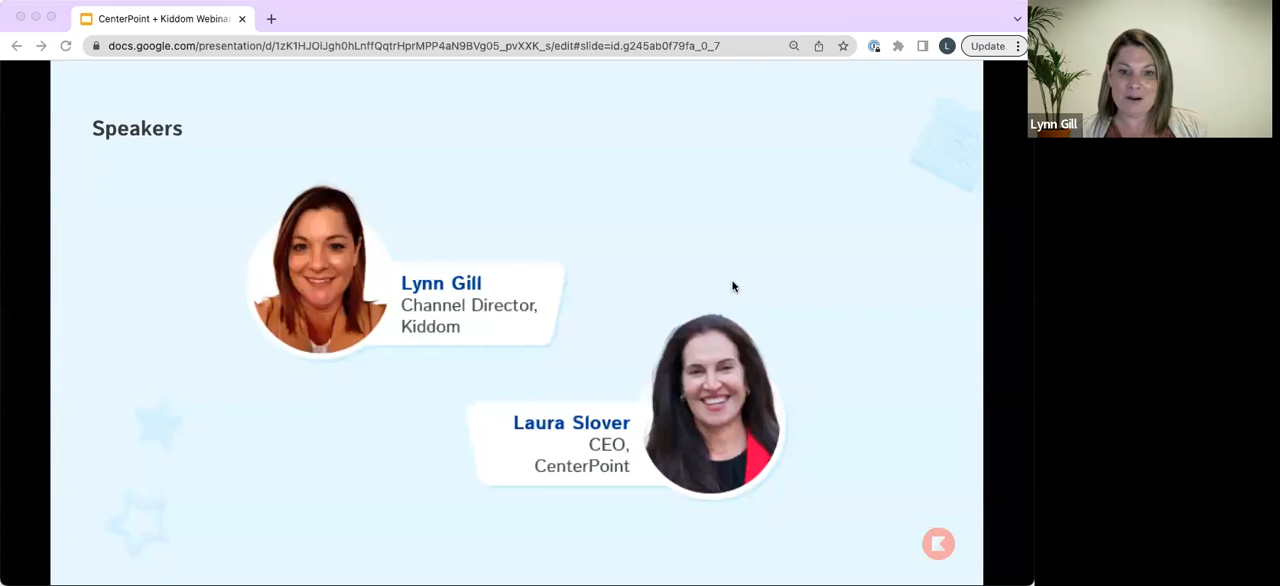 CenterPoint + Kiddom Webina
docs.google.com/presentation/d/1zK1HJOiJgh0hLnffQqtrHprMPP4aN9BVg05_pvXXK_s/edit#slide=id.g245ab0f79fa_0_7
L
Update
Lynn Gill
Speakers
Lynn Gill
Channel Director,
Kiddom
Laura Slover
CEO,
CenterPoint